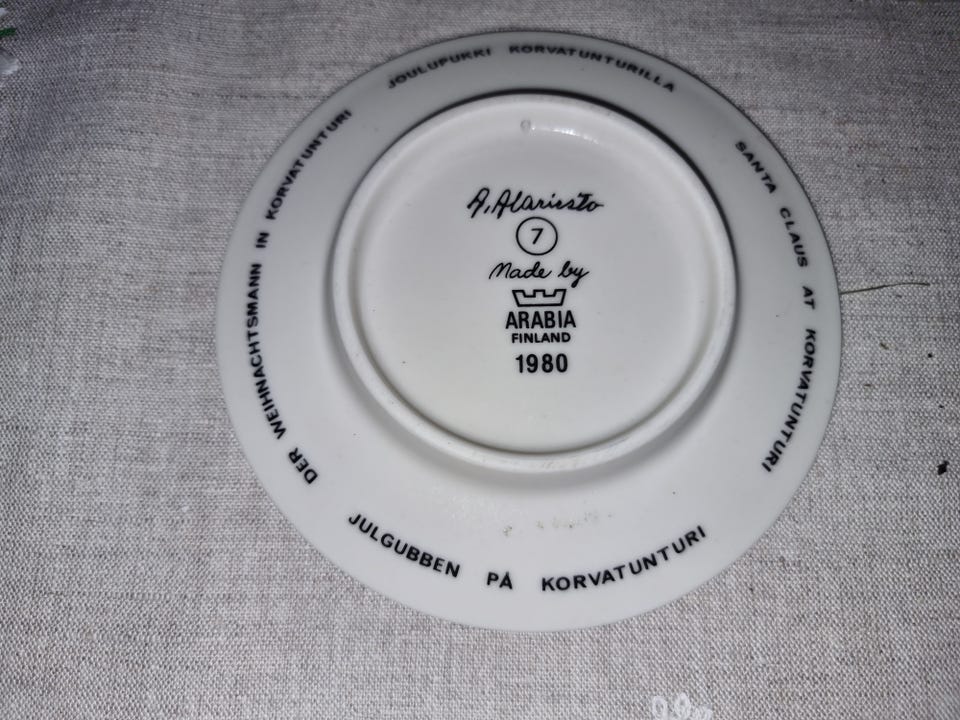 JOULUPUKKI KORVATUNTURILLA
SANTA CLAUS AT KORVATUNTURI
JULGUBBEN PÅ KORVATUNTURI
DER WEIHNACHTSMANN IN KORVATUNTURI
A. Alariesto
7
Made by
ARABIA
FINLAND
1980